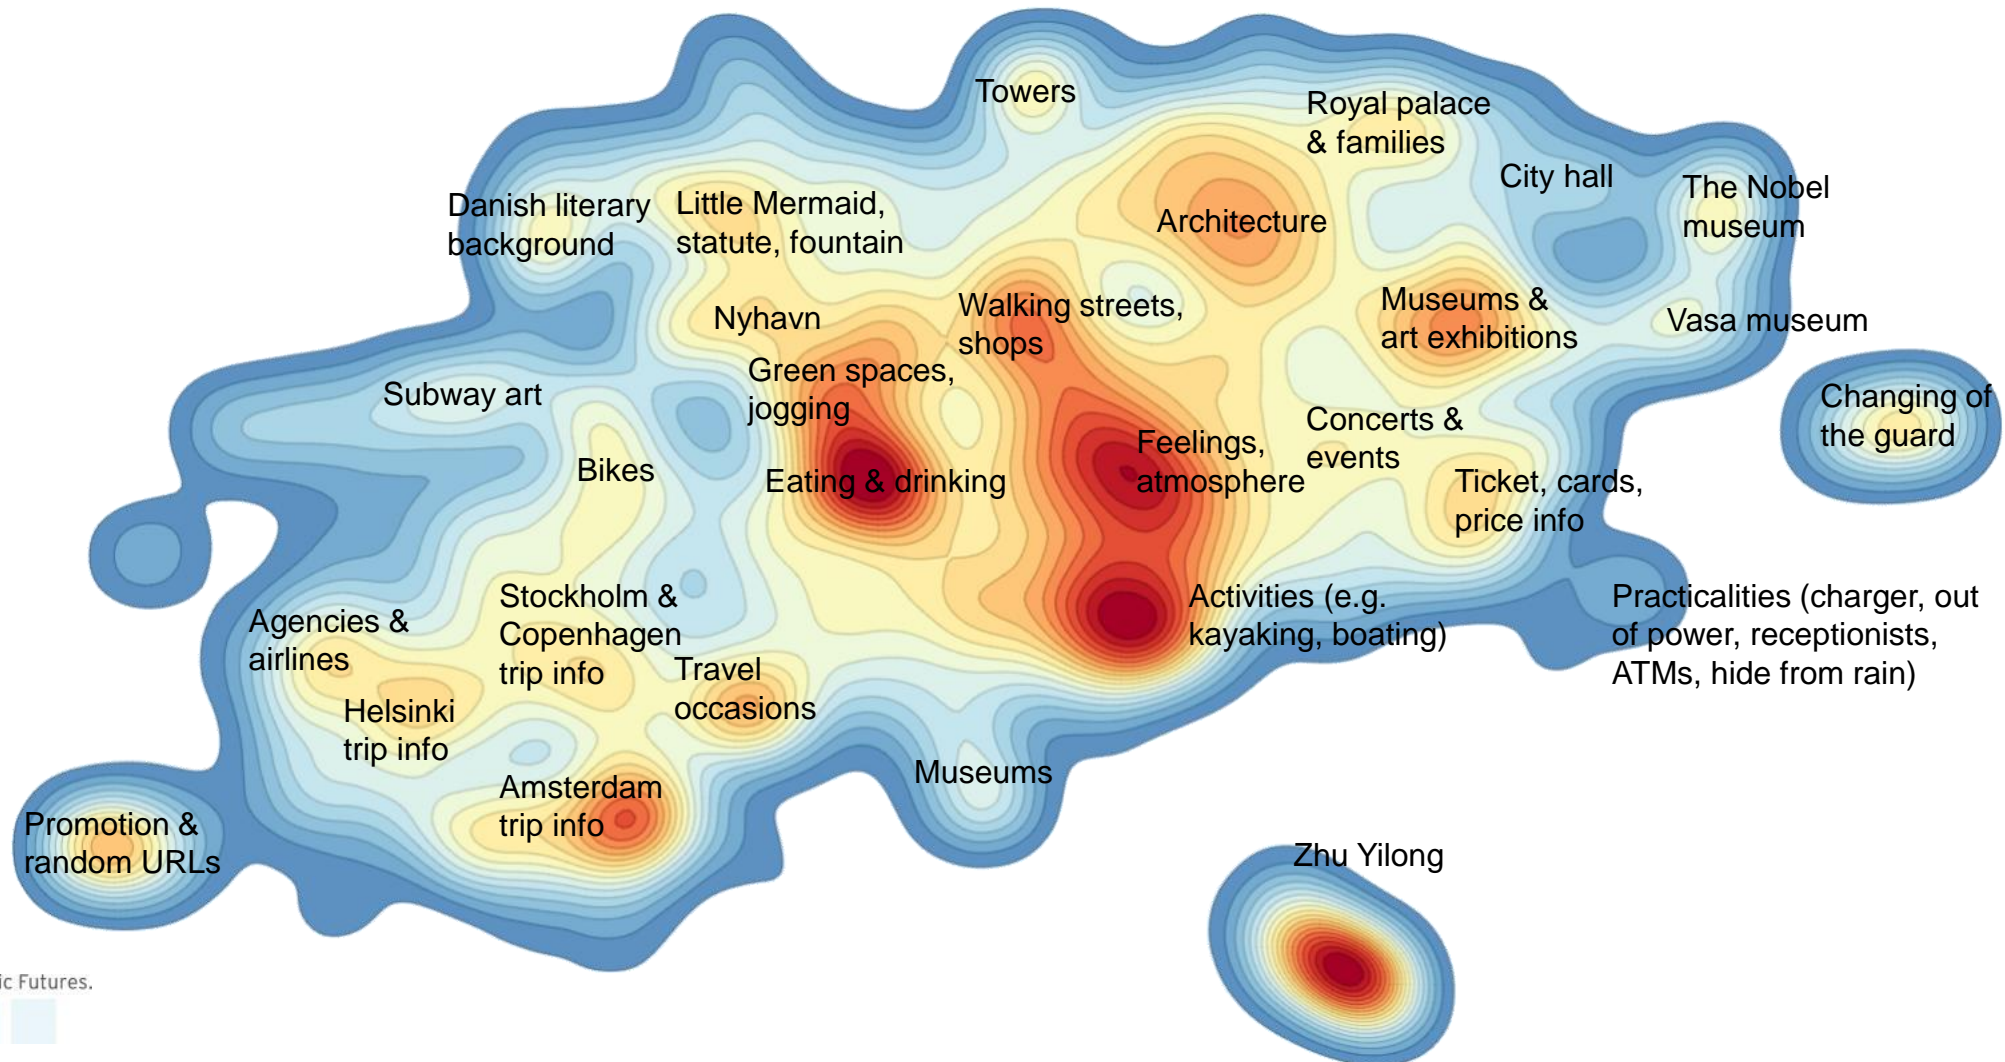 Towers
Royal palace
& families
City hall
The Nobel
museum
Danish literary
background
Little Mermaid,
statute, fountain
Architecture
Nyhavn
Walking streets,
shops
Museums &
art exhibitions
Vasa museum
Green spaces,
jogging
Subway art
Changing of
the guard
Concerts &
events
Feelings,
atmosphere
Bikes
Eating & drinking
Ticket, cards,
price info
Stockholm &
Copenhagen
trip info
Activities (e.g.
kayaking, boating)
Practicalities (charger, out
of power, receptionists,
ATMs, hide from rain)
Agencies &
airlines
Travel
occasions
Helsinki
trip info
Museums
Amsterdam
trip info
Promotion &
random URLs
Zhu Yilong
ic Futures.